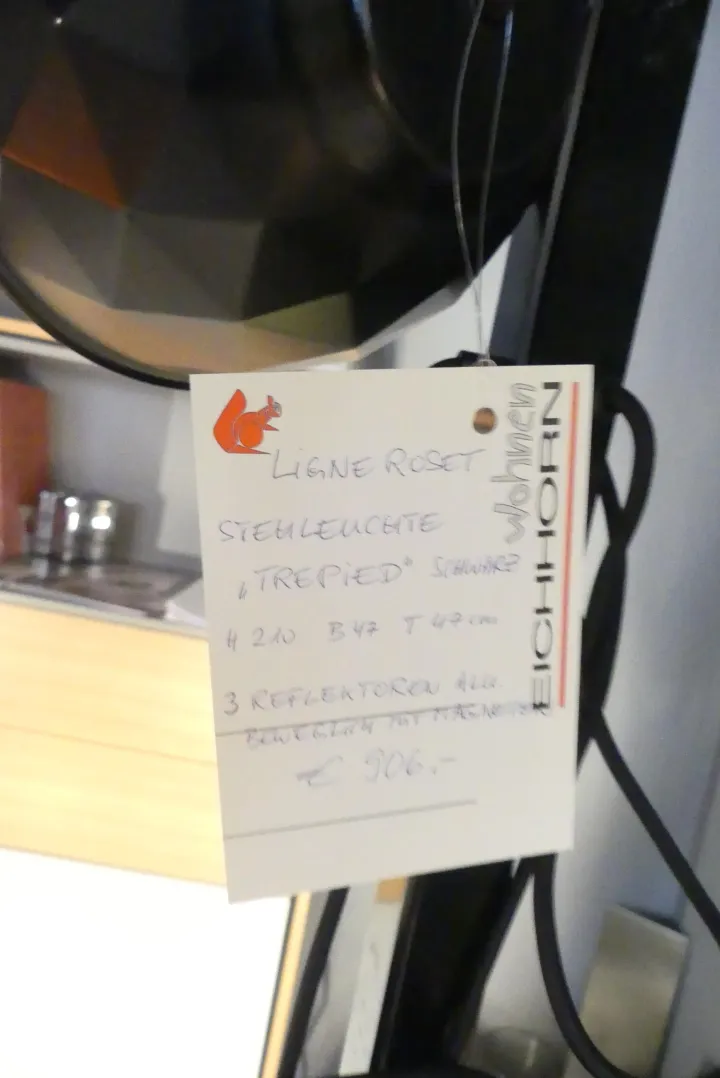 LIGNE ROSET
STEHLEUCHTE
„TREPIED" SCHWARZ
H 210 B 47 T 47 cm
3 REFLEKTOREN ALU.
BEWEGLICH MIT MAGNETEN
€ 906.-
wohnen
EICHHORN